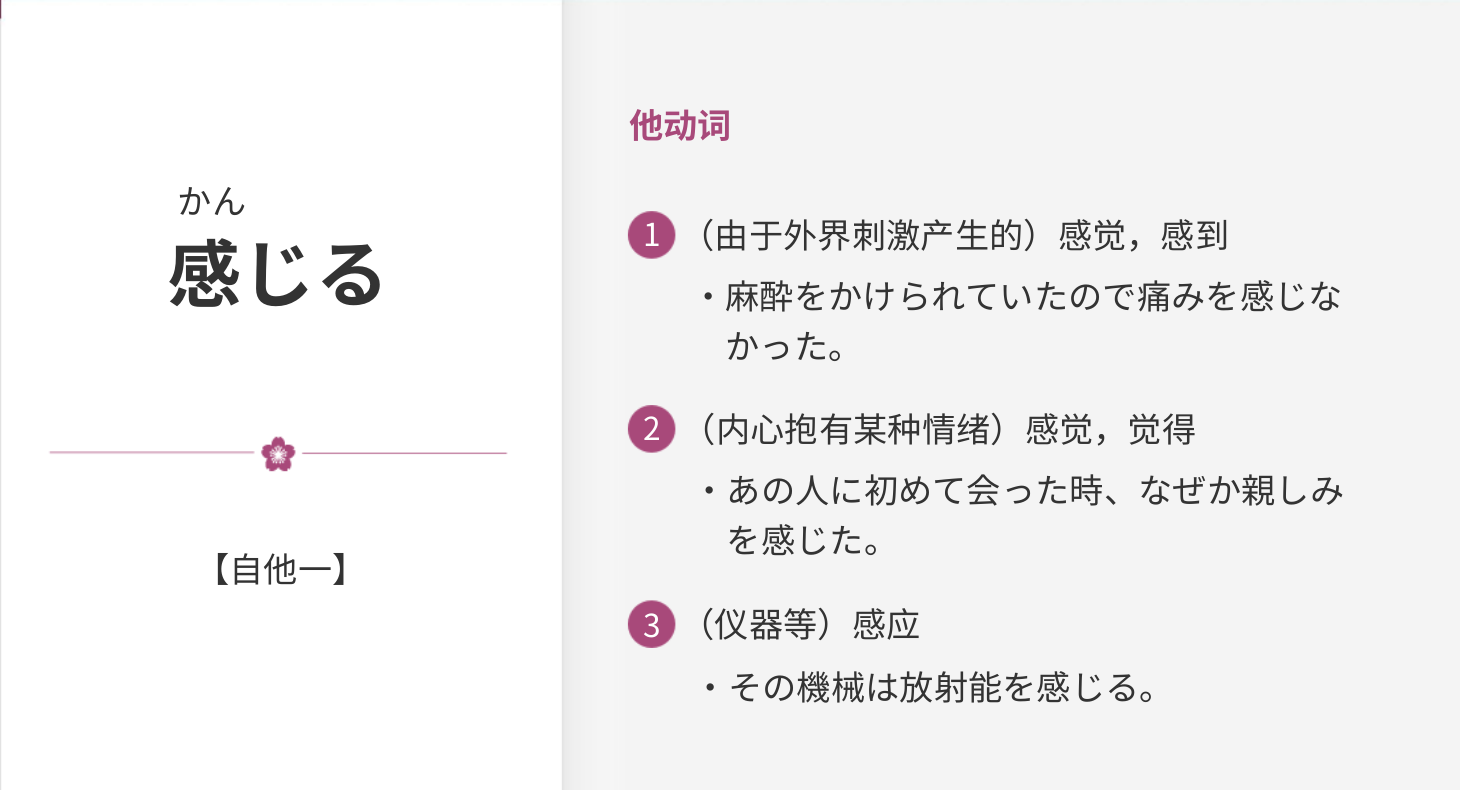 かん
感じる
【自他一】
他动词
1 （由于外界刺激产生的）感觉，感到
・麻酔をかけられていたので痛みを感じな
かった。
2 （内心抱有某种情绪）感觉，觉得
・あの人に初めて会った時、なぜか親しみ
を感じた。
3 （仪器等）感应
・その機械は放射能を感じる。